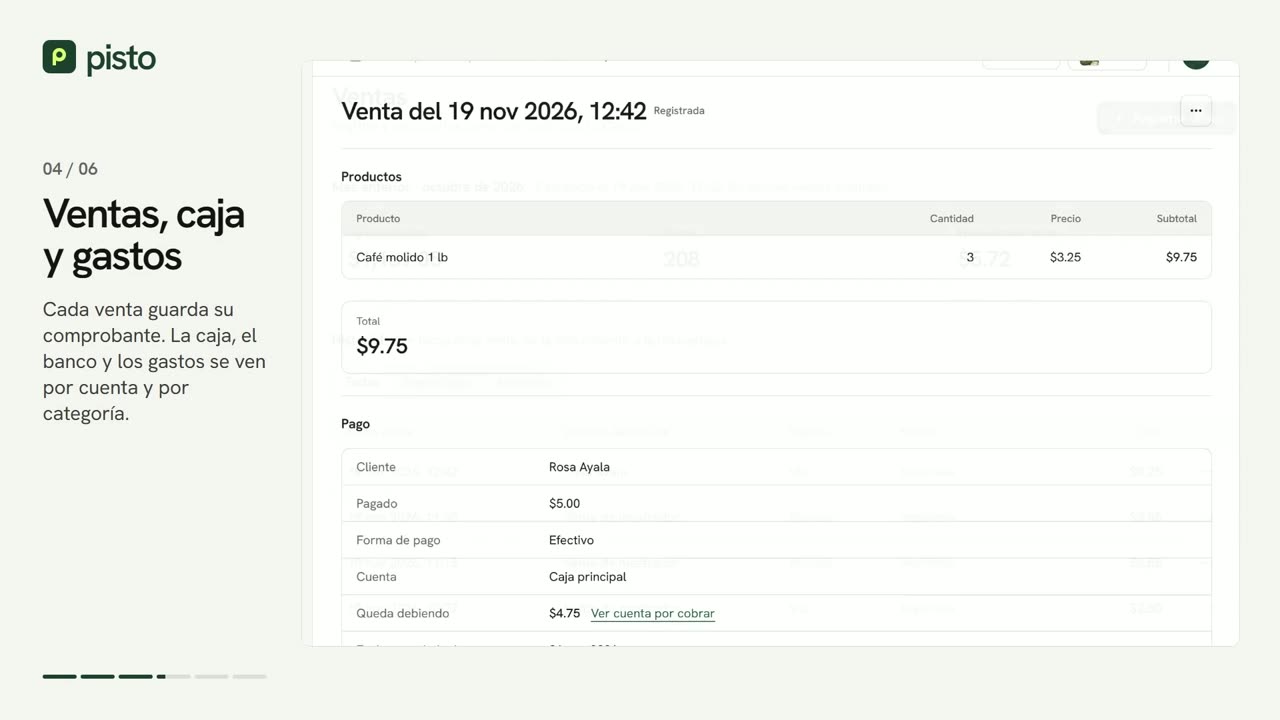 pisto
04 / 06
Ventas, caja
y gastos
Cada venta guarda su
comprobante. La caja, el
banco y los gastos se ven
por cuenta y por
categoría.
Ventas
Venta del 19 nov 2026, 12:42 Registrada
Productos
Producto Cantidad Precio Subtotal
Café molido 1 lb 3 $3.25 $9.75
208
Total
$9.75
Pago
Cliente Rosa Ayala
Pagado $5.00
Forma de pago Efectivo
Cuenta Caja principal
Queda debiendo $4.75 Ver cuenta por cobrar